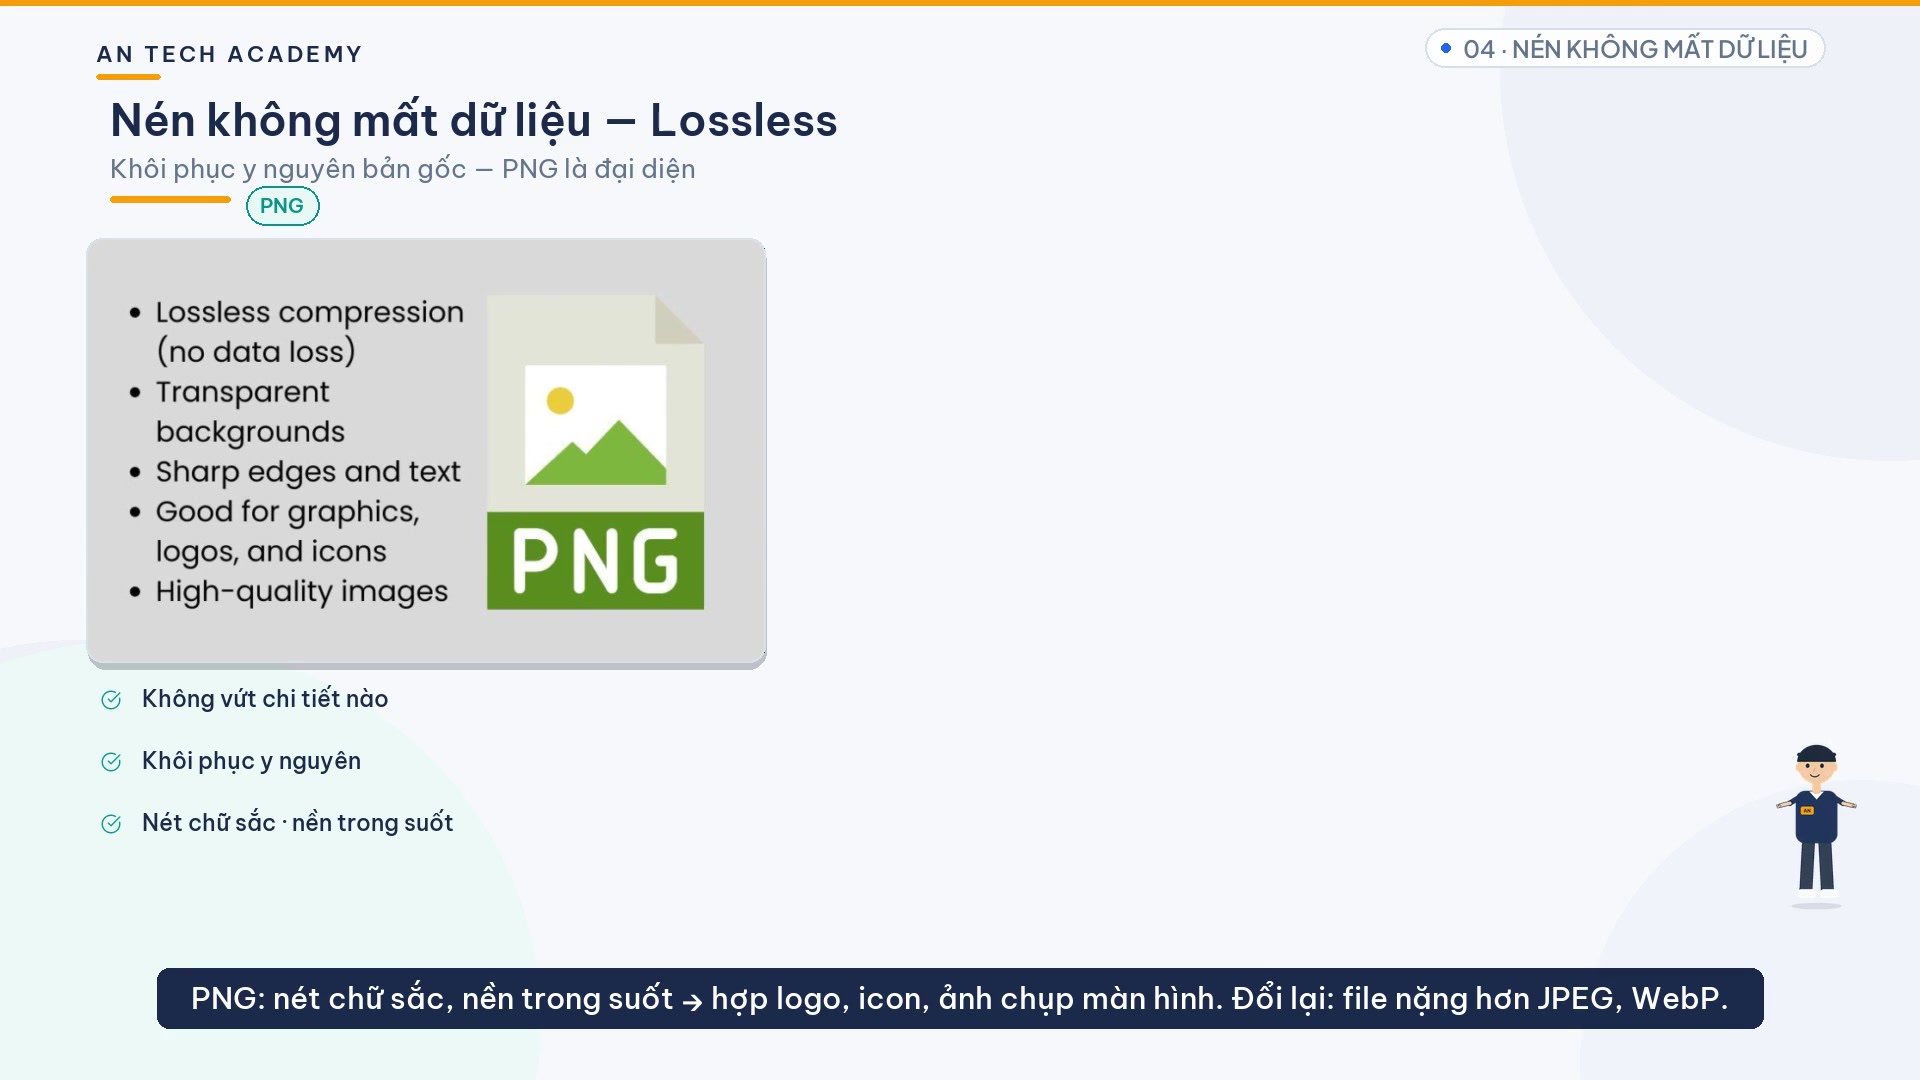 AN TECH ACADEMY
04 · NÉN KHÔNG MẤT DỮ LIỆU
Nén không mất dữ liệu — Lossless
Khôi phục y nguyên bản gốc — PNG là đại diện
PNG
• Lossless compression
(no data loss)
• Transparent
backgrounds
• Sharp edges and text
• Good for graphics,
logos, and icons
• High-quality images
PNG
Không vứt chi tiết nào
Khôi phục y nguyên
Nét chữ sắc · nền trong suốt
AN
PNG: nét chữ sắc, nền trong suốt → hợp logo, icon, ảnh chụp màn hình. Đổi lại: file nặng hơn JPEG, WebP.